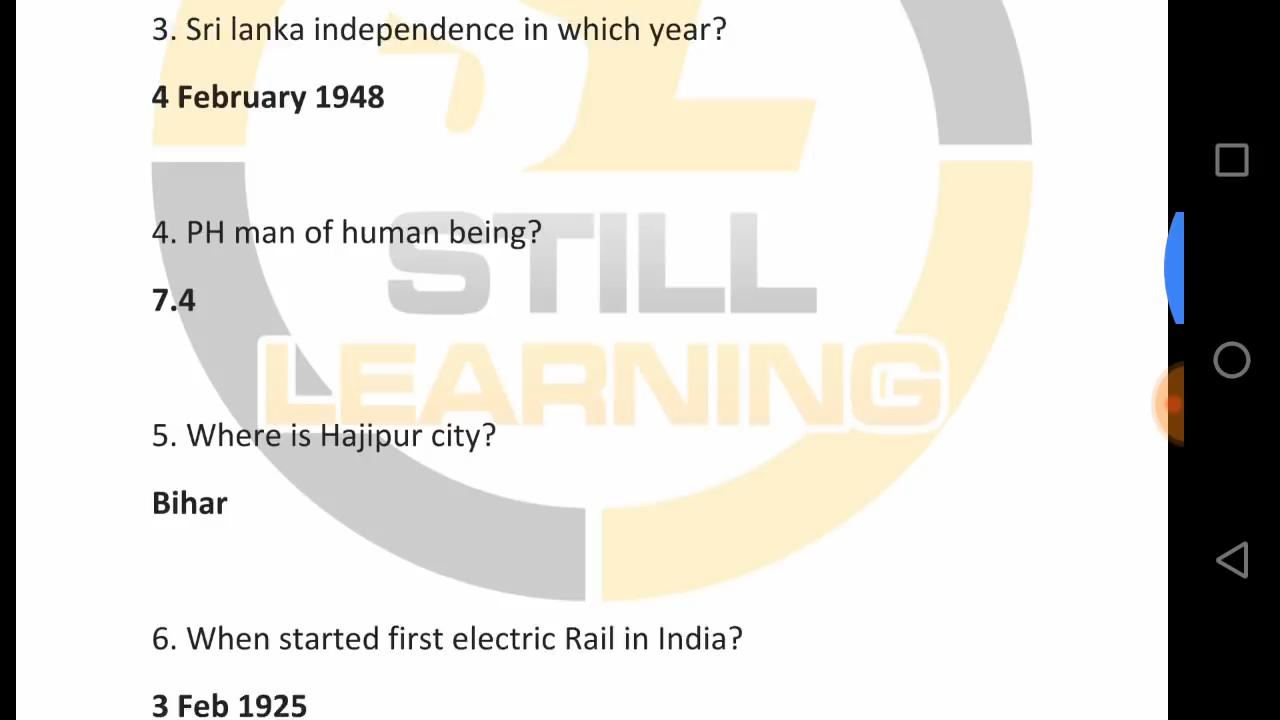 3. Sri lanka independence in which year?
4 February 1948
4. PH man of human being?
STILL
7.4
LEARNING
5. Where is Hajipur city?
Bihar
6. When started first electric Rail in India?
3 Feb 1925